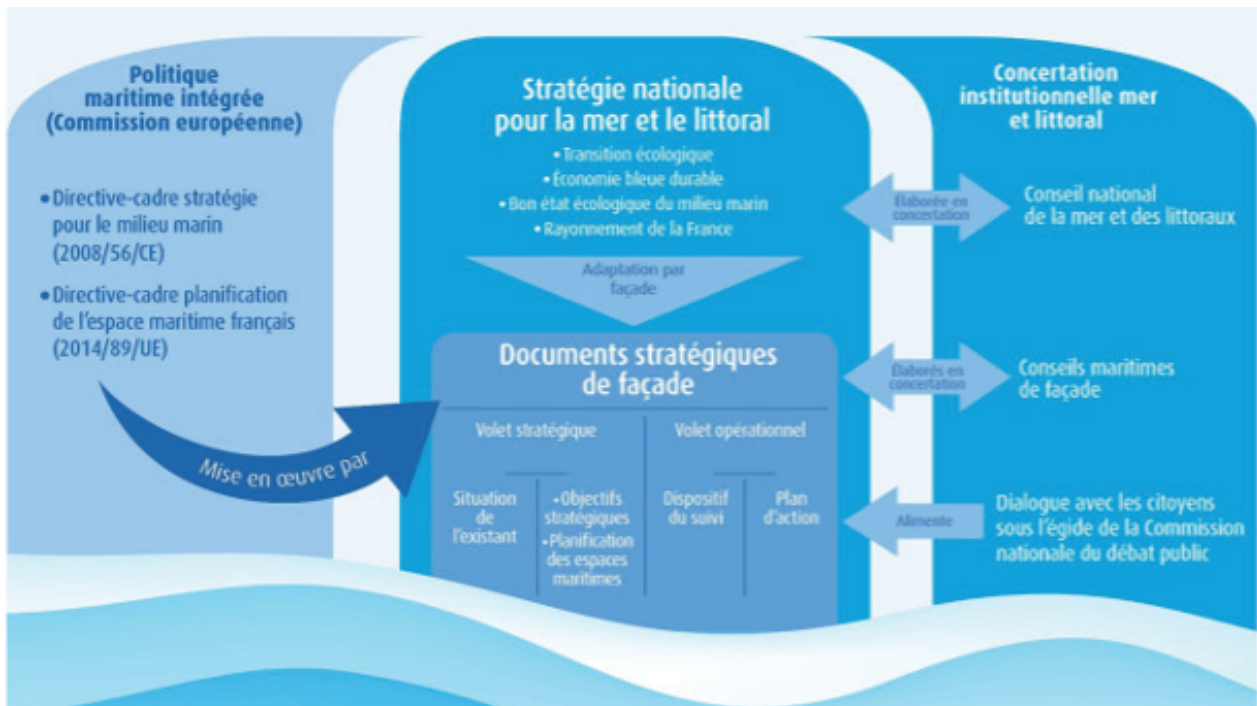 Politique
maritime intégrée
(Commission européenne)
• Directive-cadre stratégie
pour le milieu marin
(2008/56/CE)
• Directive-cadre planification
de l'espace maritime français
(2014/89/UE)
Mise en œuvre par
Stratégie nationale
pour la mer et le littoral
• Transition écologique
• Économie bleue durable
• Bon état écologique du milieu marin
• Rayonnement de la France
Adaptation par
façade
Documents stratégiques
de façade
Volet stratégique
Situation
de
l'existant
• Objectifs
stratégiques
• Planification
des espaces
maritimes
Volet opérationnel
Dispositif
du suivi
Plan
d'action
Concertation
institutionnelle mer
et littoral
Élaborée en
concertation
Conseil national
de la mer et des littoraux
Élaborés en
concertation
Conseils maritimes
de façade
Alimente
Dialogue avec les citoyens
sous l'égide de la Commission
nationale du débat public